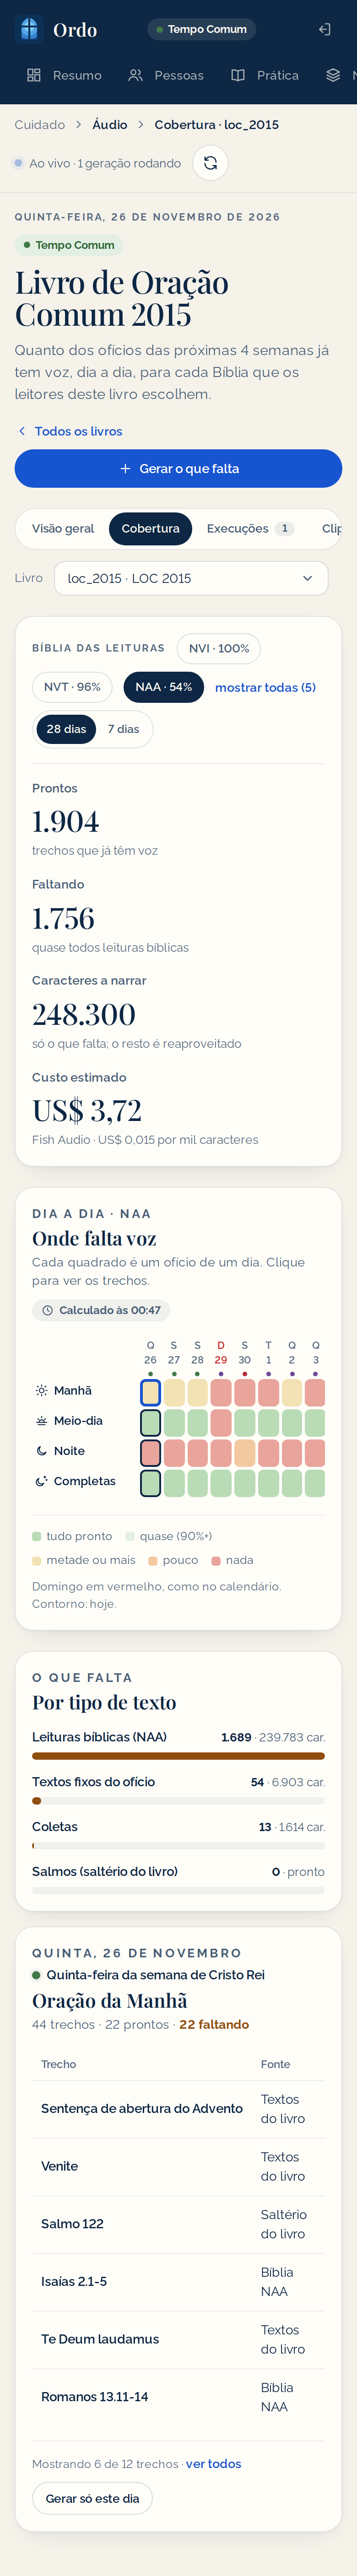 Ordo
Tempo Comum
Resumo
Pessoas
Prática
Cuidado > Áudio > Cobertura · loc_2015
Ao vivo · 1 geração rodando
QUINTA-FEIRA, 26 DE NOVEMBRO DE 2026
Tempo Comum
Livro de Oração
Comum 2015
Quanto dos ofícios das próximas 4 semanas já
tem voz, dia a dia, para cada Bíblia que os
leitores deste livro escolhem.
Todos os livros
Gerar o que falta
Visão geral
Cobertura
Execuções 1
Livro
loc_2015 · LOC 2015
BÍBLIA DAS LEITURAS
NVI · 100%
NVT · 96%
NAA · 54%
mostrar todas (5)
28 dias
7 dias
Prontos
1.904
trechos que já têm voz
Faltando
1.756
quase todos leituras bíblicas
Caracteres a narrar
248.300
só o que falta; o resto é reaproveitado
Custo estimado
US$ 3,72
Fish Audio · US$ 0,015 por mil caracteres
DIA A DIA · NAA
Onde falta voz
Cada quadrado é um ofício de um dia. Clique
para ver os trechos.
Calculado às 00:47
Q S S D S T Q Q
26 27 28 29 30 1 2 3
Manhã
Meio-dia
Noite
Completas
tudo pronto
quase (90%+)
metade ou mais
pouco
nada
Domingo em vermelho, como no calendário.
Contorno: hoje.
O QUE FALTA
Por tipo de texto
Leituras bíblicas (NAA) 1.689 · 239.783 car.
Textos fixos do ofício 54 · 6.903 car.
Coletas 13 · 1.614 car.
Salmos (saltério do livro) 0 · pronto
QUINTA, 26 DE NOVEMBRO
Quinta-feira da semana de Cristo Rei
Oração da Manhã
44 trechos · 22 prontos · 22 faltando
Trecho Fonte
Sentença de abertura do Advento
Textos
do livro
Venite
Textos
do livro
Salmo 122
Saltério
do livro
Isaías 2.1-5
Bíblia
NAA
Te Deum laudamus
Textos
do livro
Romanos 13.11-14
Bíblia
NAA
Mostrando 6 de 12 trechos · ver todos
Gerar só este dia